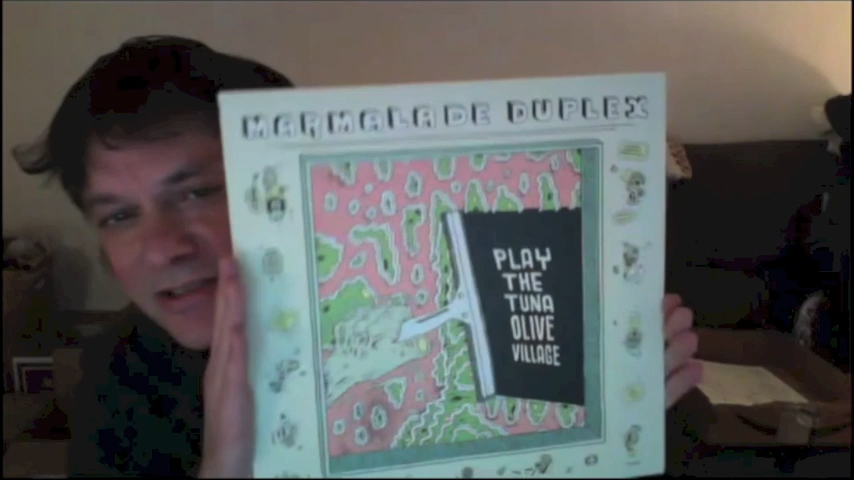 MARMALADE DUPLEX
PLAY
THE
TUNA
OLIVE
VILLAGE